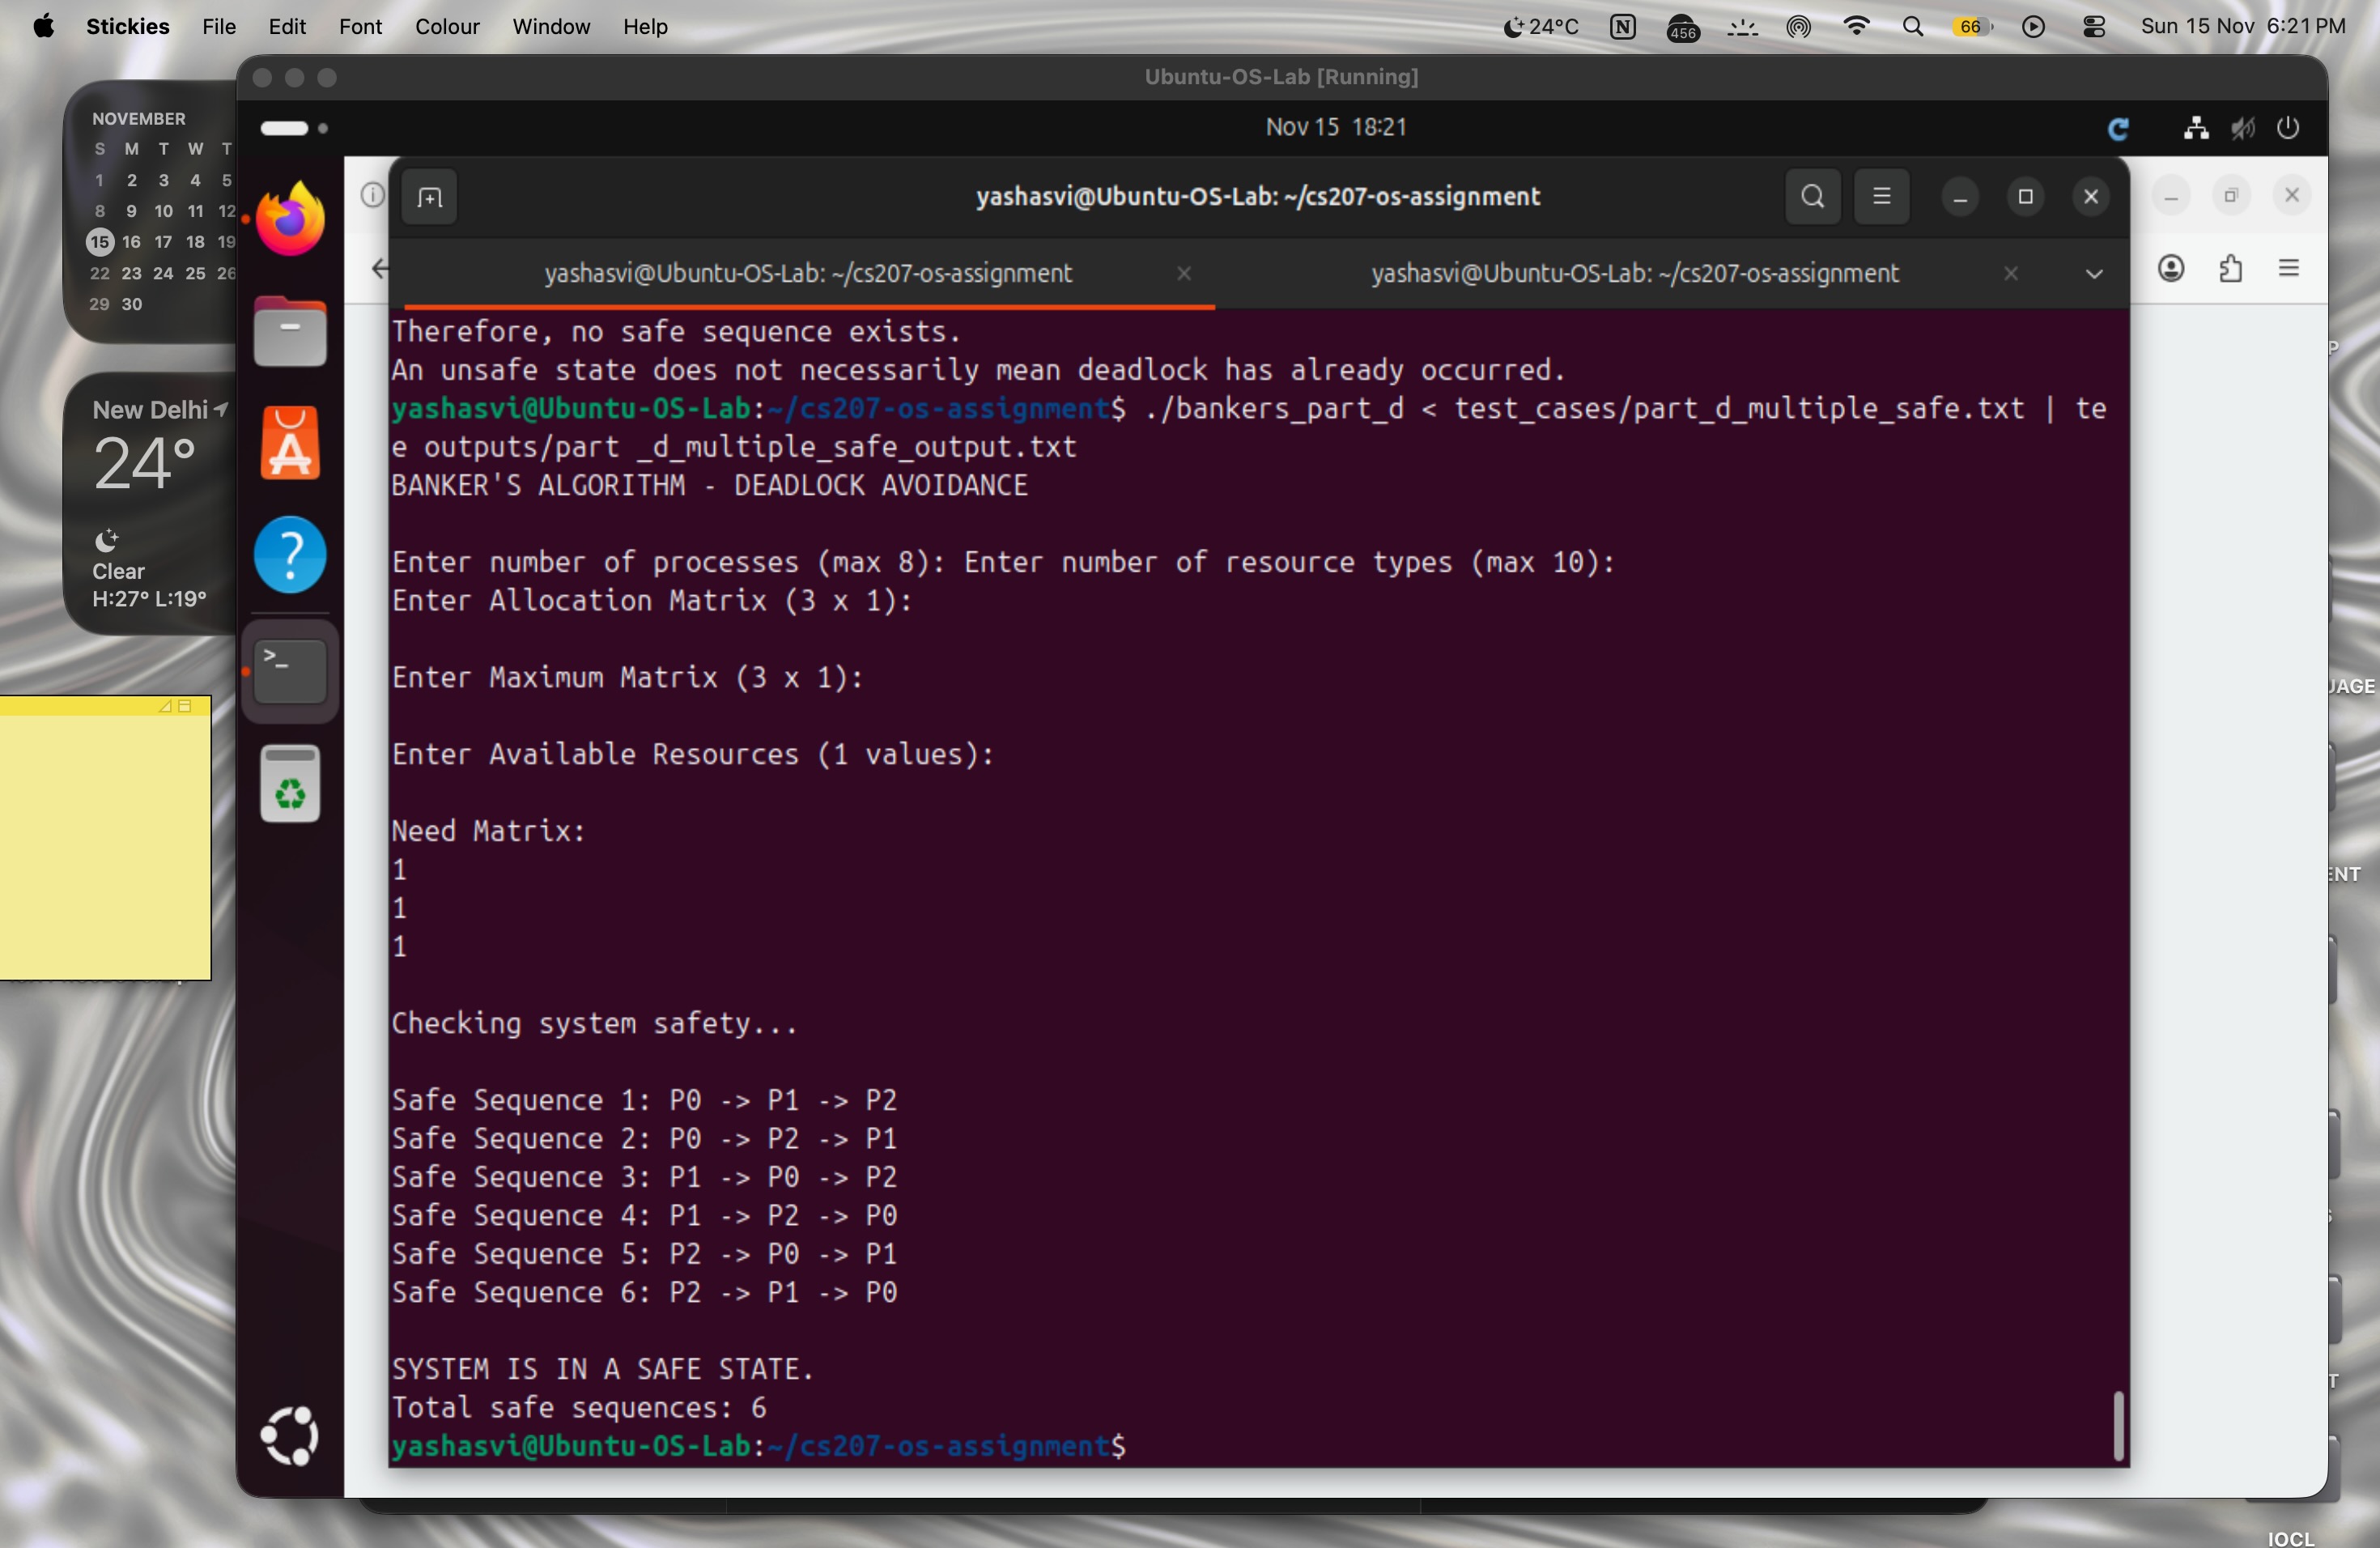 Stickies File Edit Font Colour Window Help 24°C 456 66 Sun 15 Nov 6:21 PM
Ubuntu-OS-Lab [Running]
Nov 15 18:21
NOVEMBER
S M T W T
1 2 3 4 5
8 9 10 11 12
15 16 17 18 19
22 23 24 25 26
29 30
New Delhi
24°
Clear
H:27° L:19°
yashasvi@Ubuntu-OS-Lab: ~/cs207-os-assignment
yashasvi@Ubuntu-OS-Lab: ~/cs207-os-assignment yashasvi@Ubuntu-OS-Lab: ~/cs207-os-assignment
Therefore, no safe sequence exists.
An unsafe state does not necessarily mean deadlock has already occurred.
yashasvi@Ubuntu-OS-Lab:~/cs207-os-assignment$ ./bankers_part_d < test_cases/part_d_multiple_safe.txt | te
e outputs/part _d_multiple_safe_output.txt
BANKER'S ALGORITHM - DEADLOCK AVOIDANCE
Enter number of processes (max 8): Enter number of resource types (max 10):
Enter Allocation Matrix (3 x 1):
Enter Maximum Matrix (3 x 1):
Enter Available Resources (1 values):
Need Matrix:
1
1
1
Checking system safety...
Safe Sequence 1: P0 -> P1 -> P2
Safe Sequence 2: P0 -> P2 -> P1
Safe Sequence 3: P1 -> P0 -> P2
Safe Sequence 4: P1 -> P2 -> P0
Safe Sequence 5: P2 -> P0 -> P1
Safe Sequence 6: P2 -> P1 -> P0
SYSTEM IS IN A SAFE STATE.
Total safe sequences: 6
yashasvi@Ubuntu-OS-Lab:~/cs207-os-assignment$
IOCL